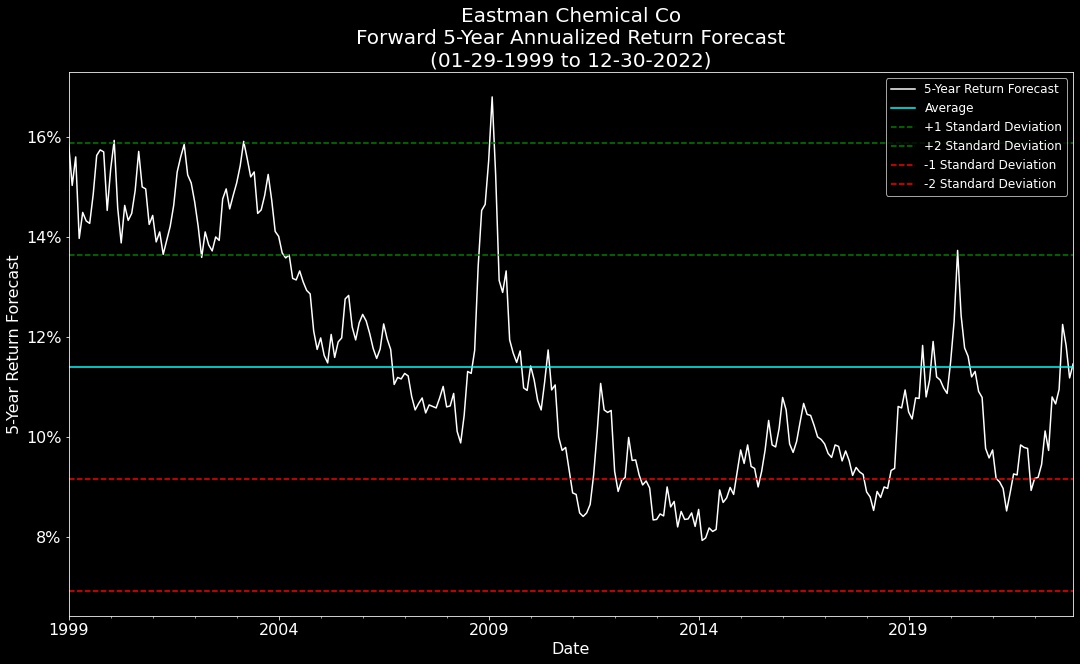 Eastman Chemical Co
Forward 5-Year Annualized Return Forecast
(01-29-1999 to 12-30-2022)
5-Year Return Forecast
Average
+1 Standard Deviation
+2 Standard Deviation
-1 Standard Deviation
-2 Standard Deviation
5-Year Return Forecast
16%
14%
12%
10%
8%
1999
2004
2009
2014
2019
Date